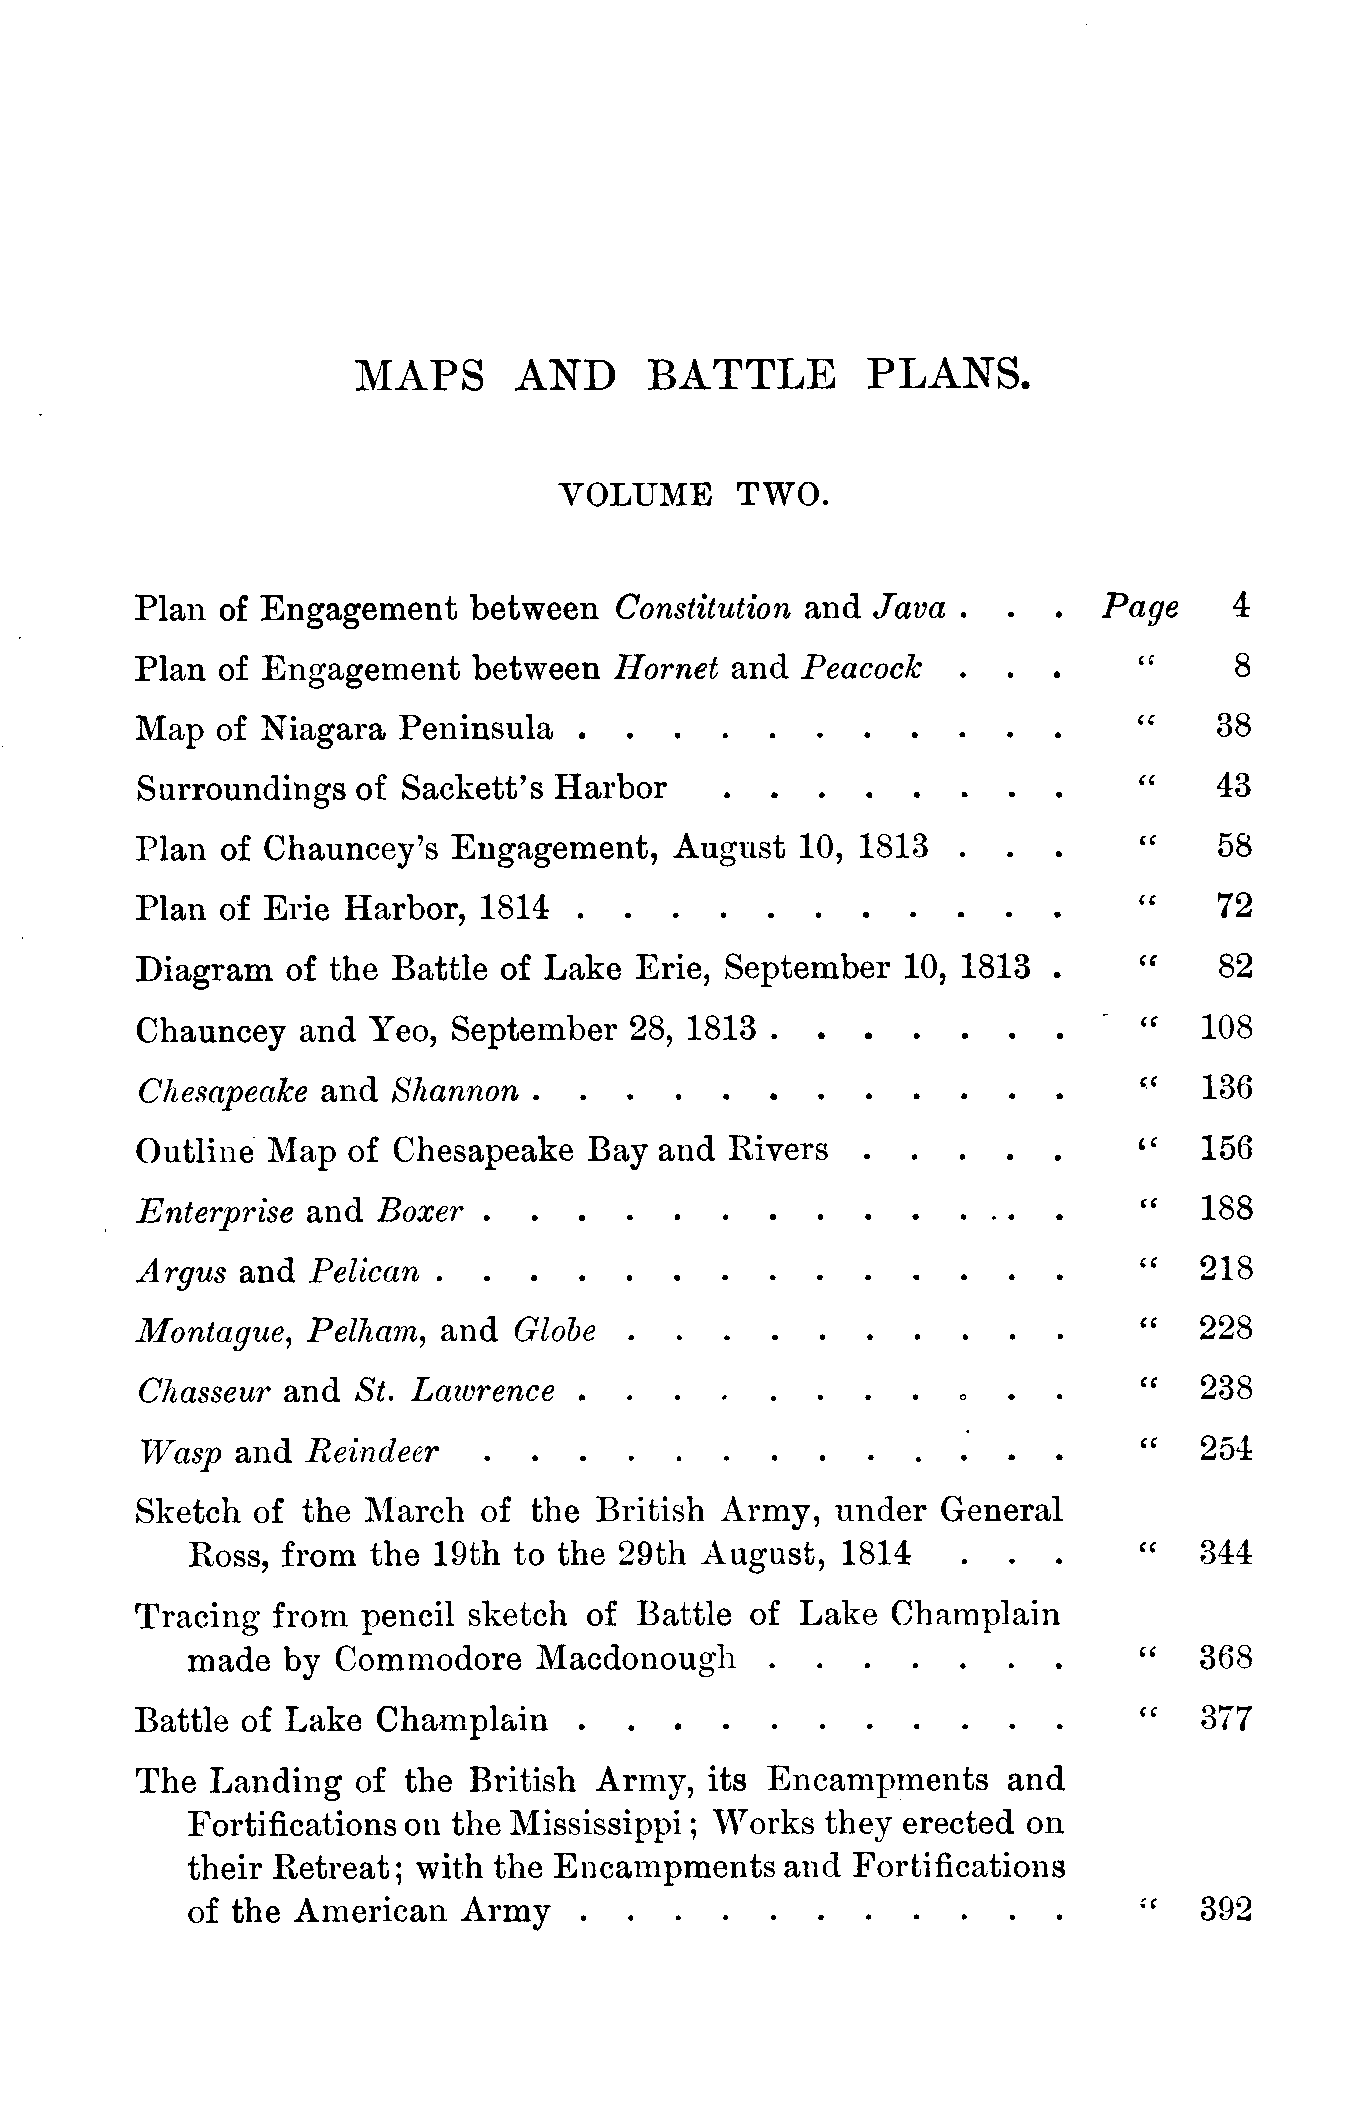 MAPS AND BATTLE PLANS.
VOLUME TWO.
Plan of Engagement between Constitution and Java . . . Page 4
Plan of Engagement between Hornet and Peacock . . . “ 8
Map of Niagara Peninsula . . . . . . . . . . . “ 38
Surroundings of Sackett's Harbor . . . . . . . . “ 43
Plan of Chauncey's Engagement, August 10, 1813 . . . “ 58
Plan of Erie Harbor, 1814 . . . . . . . . . . . “ 72
Diagram of the Battle of Lake Erie, September 10, 1813 . “ 82
Chauncey and Yeo, September 28, 1813 . . . . . . . “ 108
Chesapeake and Shannon . . . . . . . . . . . . “ 136
Outline Map of Chesapeake Bay and Rivers . . . . . “ 156
Enterprise and Boxer . . . . . . . . . . . . . “ 188
Argus and Pelican . . . . . . . . . . . . . . “ 218
Montague, Pelham, and Globe . . . . . . . . . . “ 228
Chasseur and St. Lawrence . . . . . . . . . . . “ 238
Wasp and Reindeer . . . . . . . . . . . . . “ 254
Sketch of the March of the British Army, under General
Ross, from the 19th to the 29th August, 1814 . . . “ 344
Tracing from pencil sketch of Battle of Lake Champlain
made by Commodore Macdonough . . . . . . . “ 368
Battle of Lake Champlain . . . . . . . . . . . “ 377
The Landing of the British Army, its Encampments and
Fortifications on the Mississippi; Works they erected on
their Retreat; with the Encampments and Fortifications
of the American Army . . . . . . . . . . . “ 392